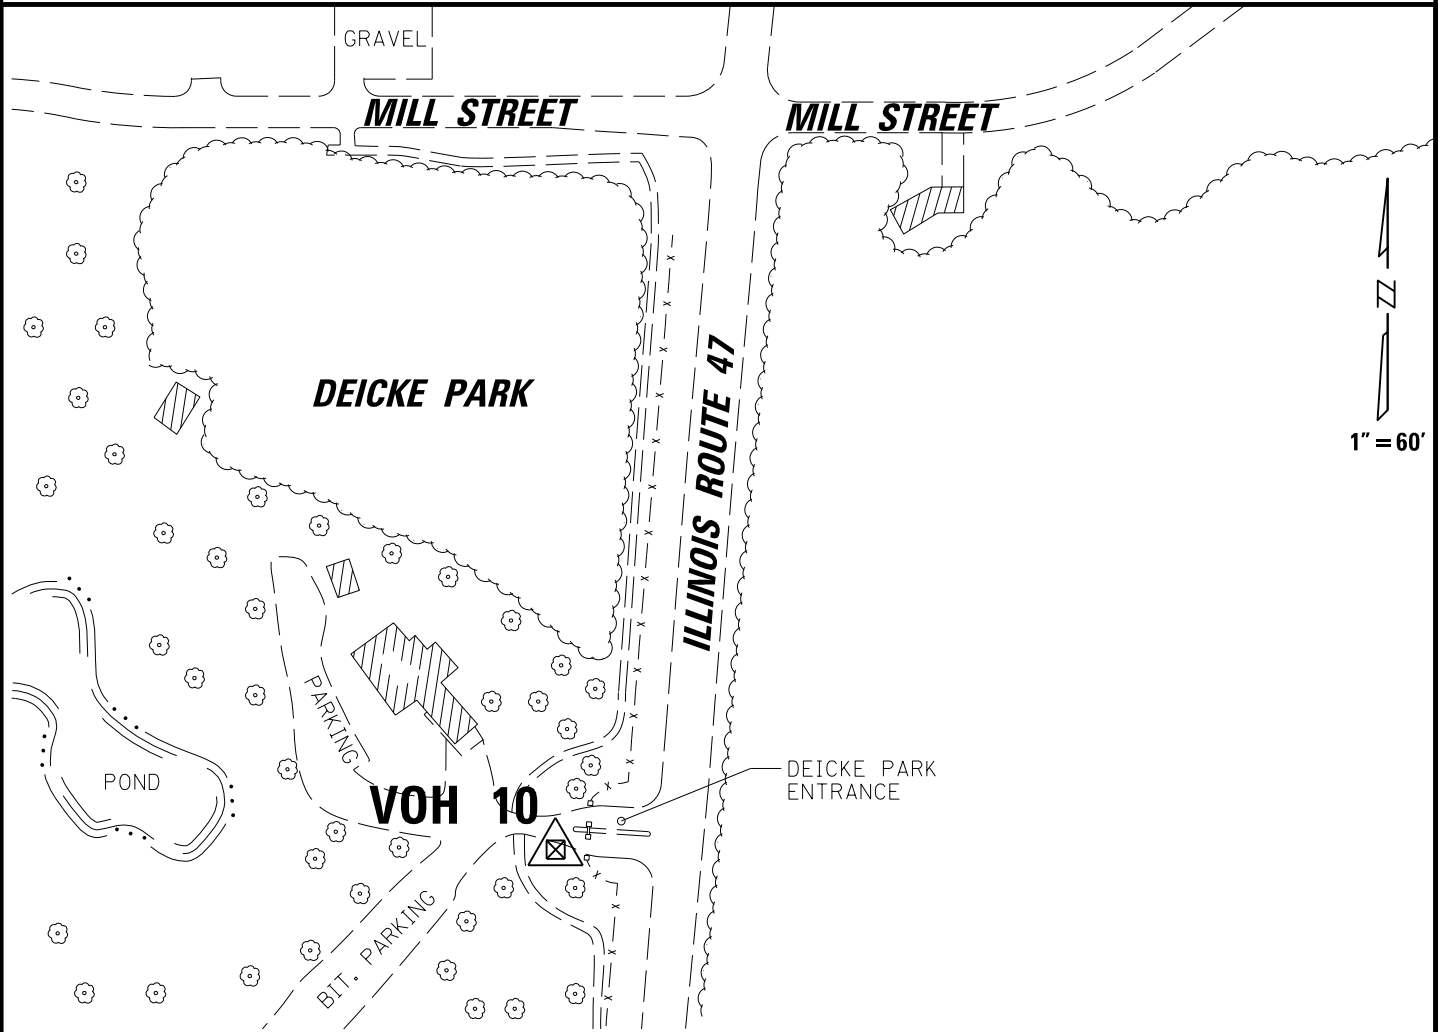 GRAVEL
MILL STREET
MILL STREET
N
1" = 60'
DEICKE PARK
ILLINOIS ROUTE 47
PARKING
POND
VOH 10
DEICKE PARK
ENTRANCE
BIT. PARKING